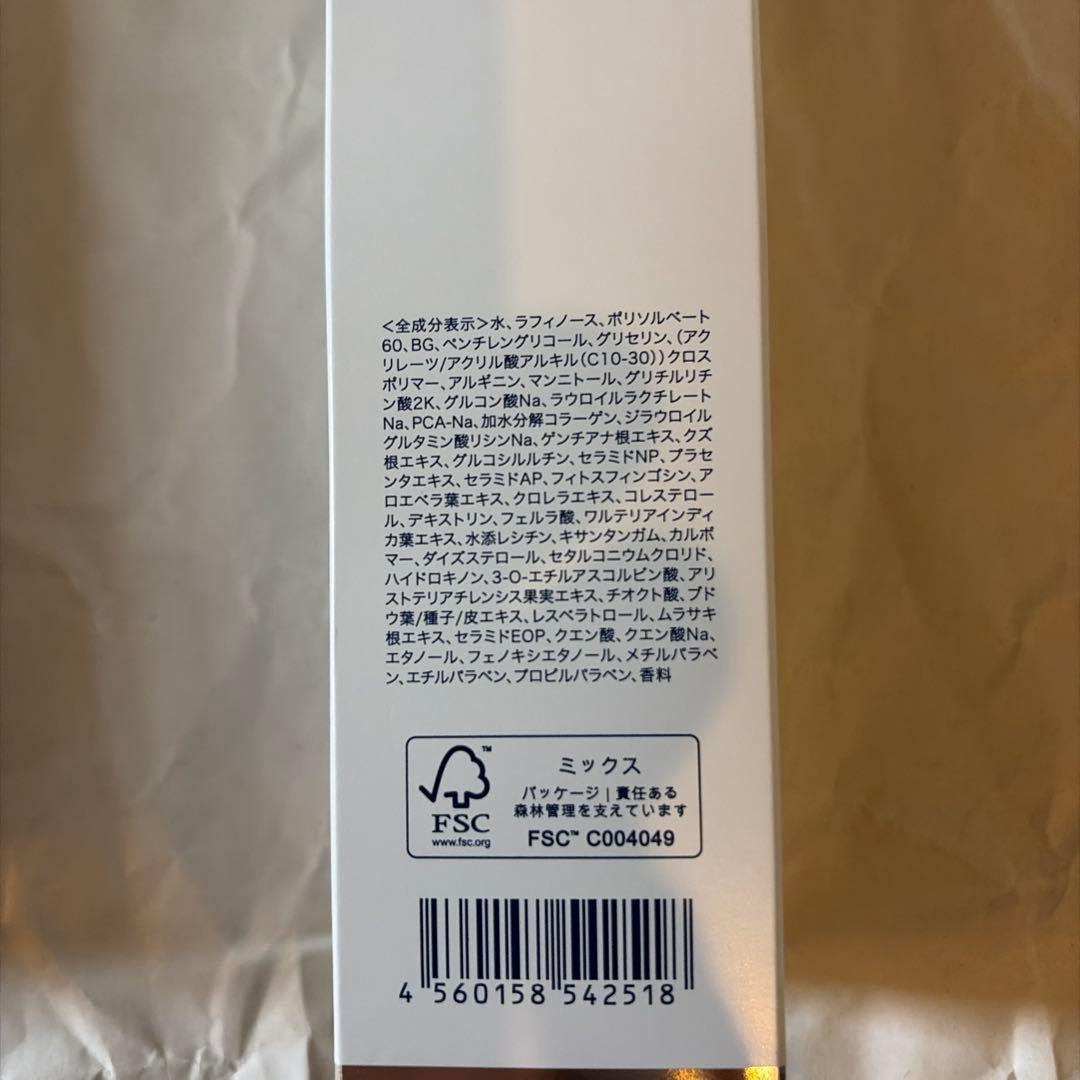 ＜全成分表示＞水、ラフィノース、ポリソルベート
60、BG、ペンチレングリコール、グリセリン、（アク
リレーツ/アクリル酸アルキル（C10-30））クロス
ポリマー、アルギニン、マンニトール、グリチルリチ
ン酸2K、グルコン酸Na、ラウロイルラクチレート
Na、PCA-Na、加水分解コラーゲン、ジラウロイル
グルタミン酸リシンNa、ゲンチアナ根エキス、クズ
根エキス、グルコシルルチン、セラミドNP、プラセ
ンタエキス、セラミドAP、フィトスフィンゴシン、ア
ロエベラ葉エキス、クロレラエキス、コレステロー
ル、デキストリン、フェルラ酸、ワルテリアインディ
カ葉エキス、水添レシチン、キサンタンガム、カルボ
マー、ダイズステロール、セタルコニウムクロリド、
ハイドロキノン、3-O-エチルアスコルビン酸、アリ
ストテリアチレンシス果実エキス、チオクト酸、ブド
ウ葉/種子/皮エキス、レスベラトロール、ムラサキ
根エキス、セラミドEOP、クエン酸、クエン酸Na、
エタノール、フェノキシエタノール、メチルパラベ
ン、エチルパラベン、プロピルパラベン、香料
TM
FSC
www.fsc.org
ミックス
パッケージ｜責任ある
森林管理を支えています
FSC™ C004049
4 560158 542518